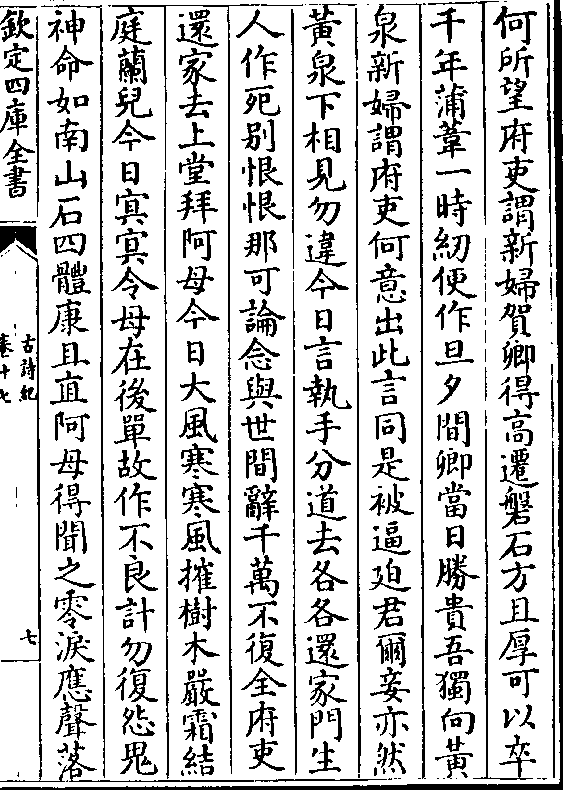 何所望府吏謂新婦賀卿得高遷磐石方且厚可以卒
千年蒲葦一時紉便作旦夕間卿當日勝貴吾獨向黃
泉新婦謂府吏何意出此言同是被逼迫君爾妾亦然
黃泉下相見勿違今日言執手分道去各各還家門生
人作死别恨恨那可論念與世間辭千萬不復全府吏
還家去上堂拜阿母今日大風寒寒風摧樹木嚴霜結
庭蘭兒今日冥冥令母在後單故作不良計勿復怨鬼
神命如南山石四體康且直阿母得聞之零淚應聲落
欽定四庫全書
古詩紀
卷十七
七